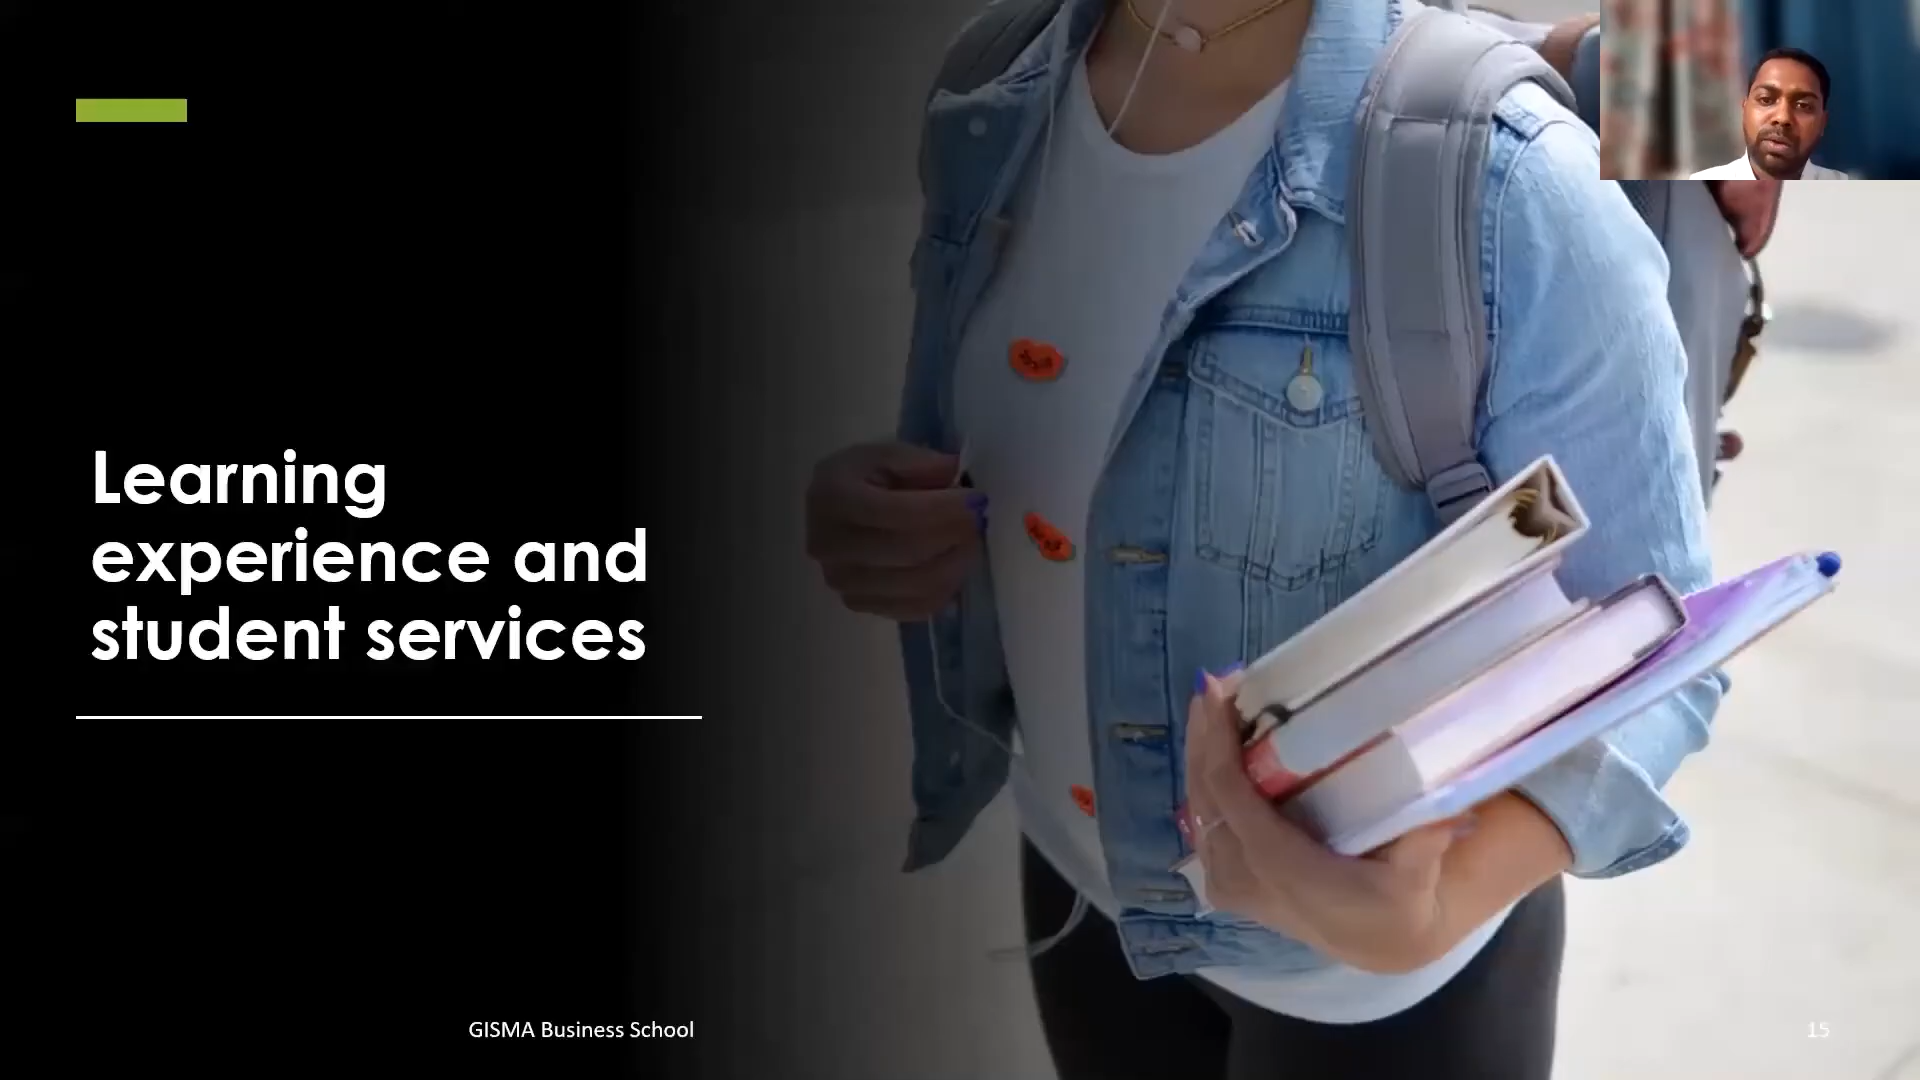 Learning
experience and
student services
GISMA Business School
15